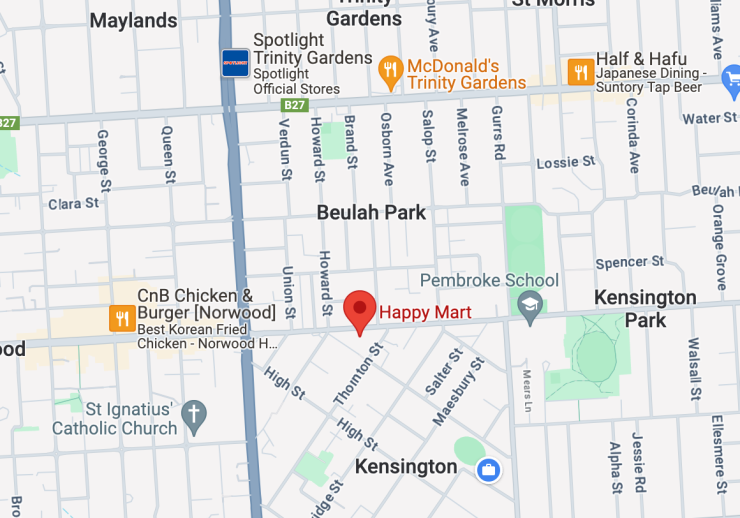 Maylands
Trinity
Gardens
St Morris
bury Ave
Williams Ave
Spotlight
Trinity Gardens
Spotlight
Official Stores
SPOTLIGHT
McDonald's
Trinity Gardens
Half & Hafu
Japanese Dining -
Suntory Tap Beer
B27
B27
Water St
George St
Queen St
Verdun St
Howard St
Brand St
Osborn Ave
Salop St
Melrose Ave
Gurrs Rd
Corinda Ave
Lossie St
Clara St
Beulah Park
Beulah
Orange Grove
Spencer St
Union St
Howard St
Pembroke School
Kensington
Park
CnB Chicken &
Burger [Norwood]
Best Korean Fried
Chicken - Norwood H...
Happy Mart
ood
Thornton St
High St
Salter St
Maesbury St
Mears Ln
Walsall St
St Ignatius'
Catholic Church
High St
Kensington
Alpha St
Jessie Rd
Ellesmere St
ridge St
Bro